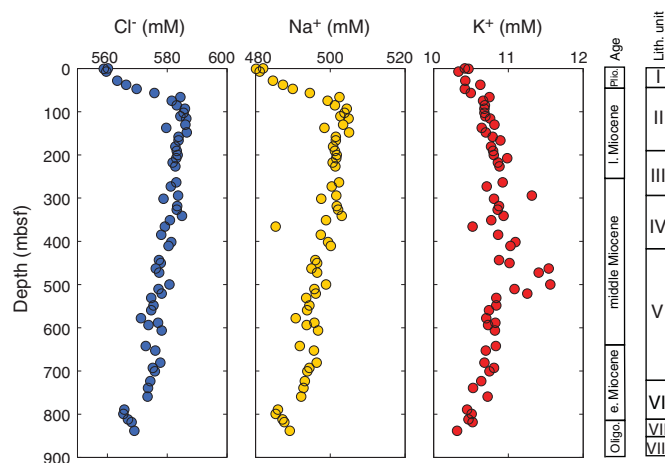 Cl⁻ (mM)
Na⁺ (mM)
K⁺ (mM)
Age
Lith. unit
560 580 600
480 500 520
10 11 12
Depth (mbsf)
0
100
200
300
400
500
600
700
800
900
Plio.
l. Miocene
middle Miocene
e. Miocene
Oligo.
I
II
III
IV
V
VI
VII
VII